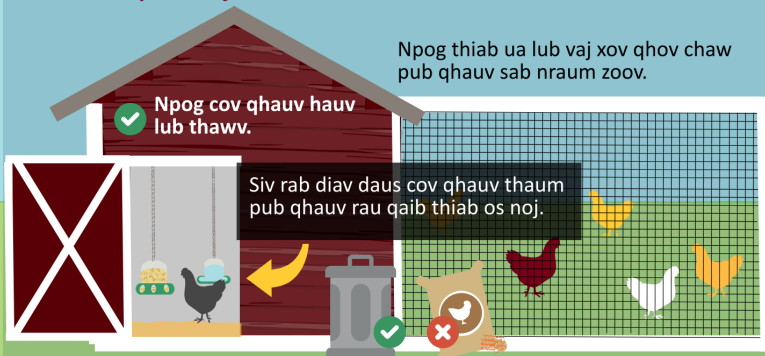 Npog thiab ua lub vaj xov qhov chaw
pub qhauv sab nraum zoov.
Npog cov qhauv hauv
lub thawv.
Siv rab diav daus cov qhauv thaum
pub qhauv rau qaib thiab os noj.